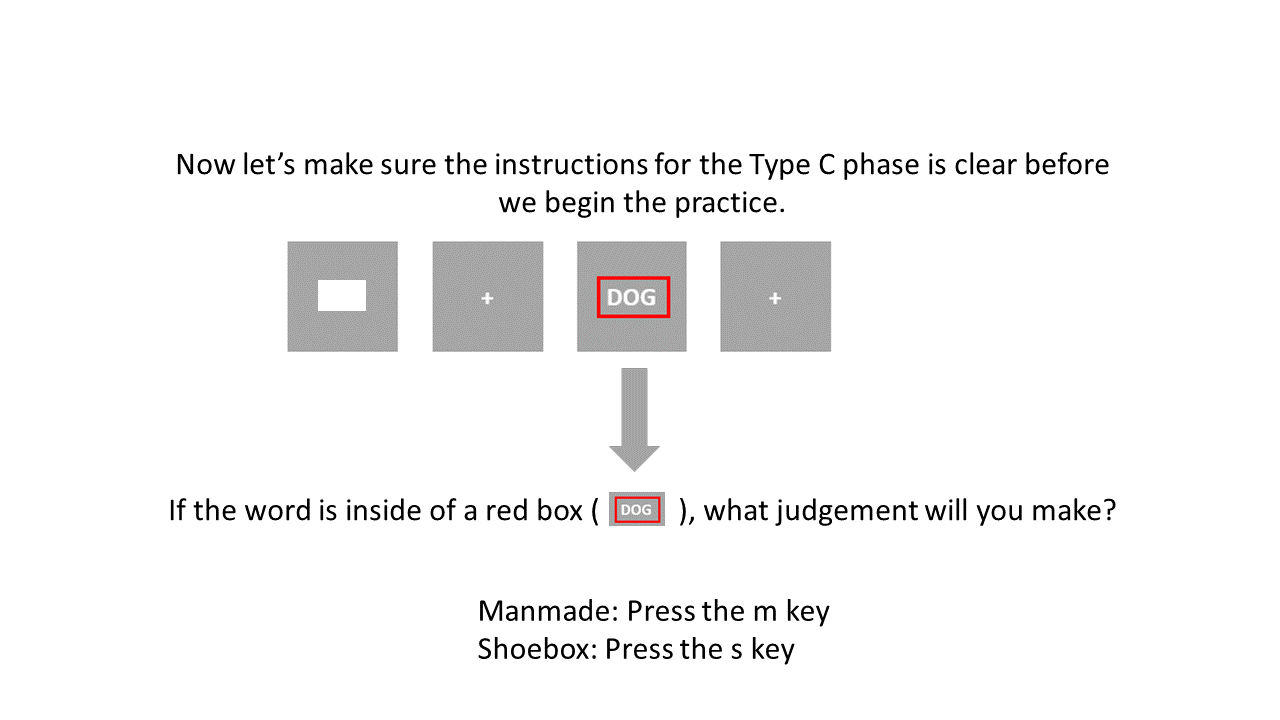 Now let’s make sure the instructions for the Type C phase is clear before
we begin the practice.
+ DOG +
If the word is inside of a red box ( DOG ), what judgement will you make?
Manmade: Press the m key
Shoebox: Press the s key